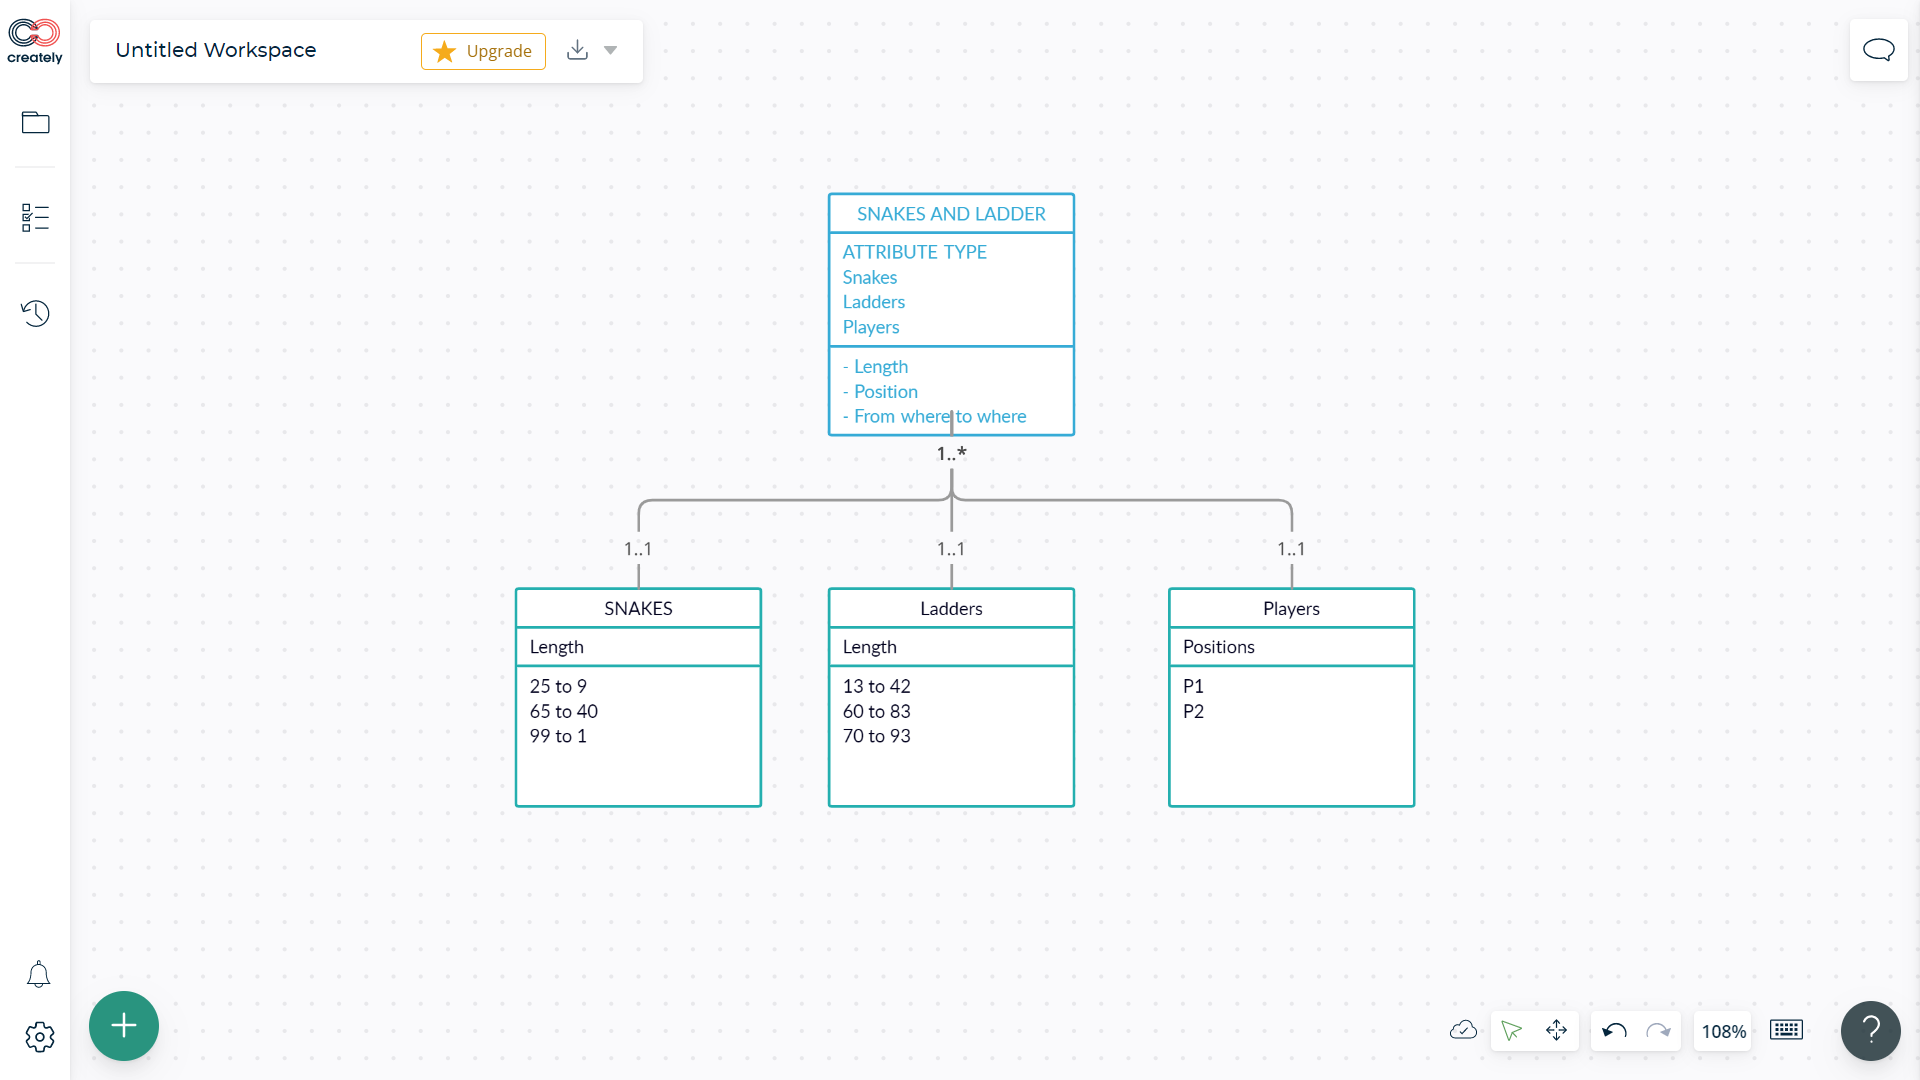 creately
Untitled Workspace
Upgrade
SNAKES AND LADDER
ATTRIBUTE TYPE
Snakes
Ladders
Players
- Length
- Position
- From where to where
1..*
1..1
1..1
1..1
SNAKES
Length
25 to 9
65 to 40
99 to 1
Ladders
Length
13 to 42
60 to 83
70 to 93
Players
Positions
P1
P2
108%
?